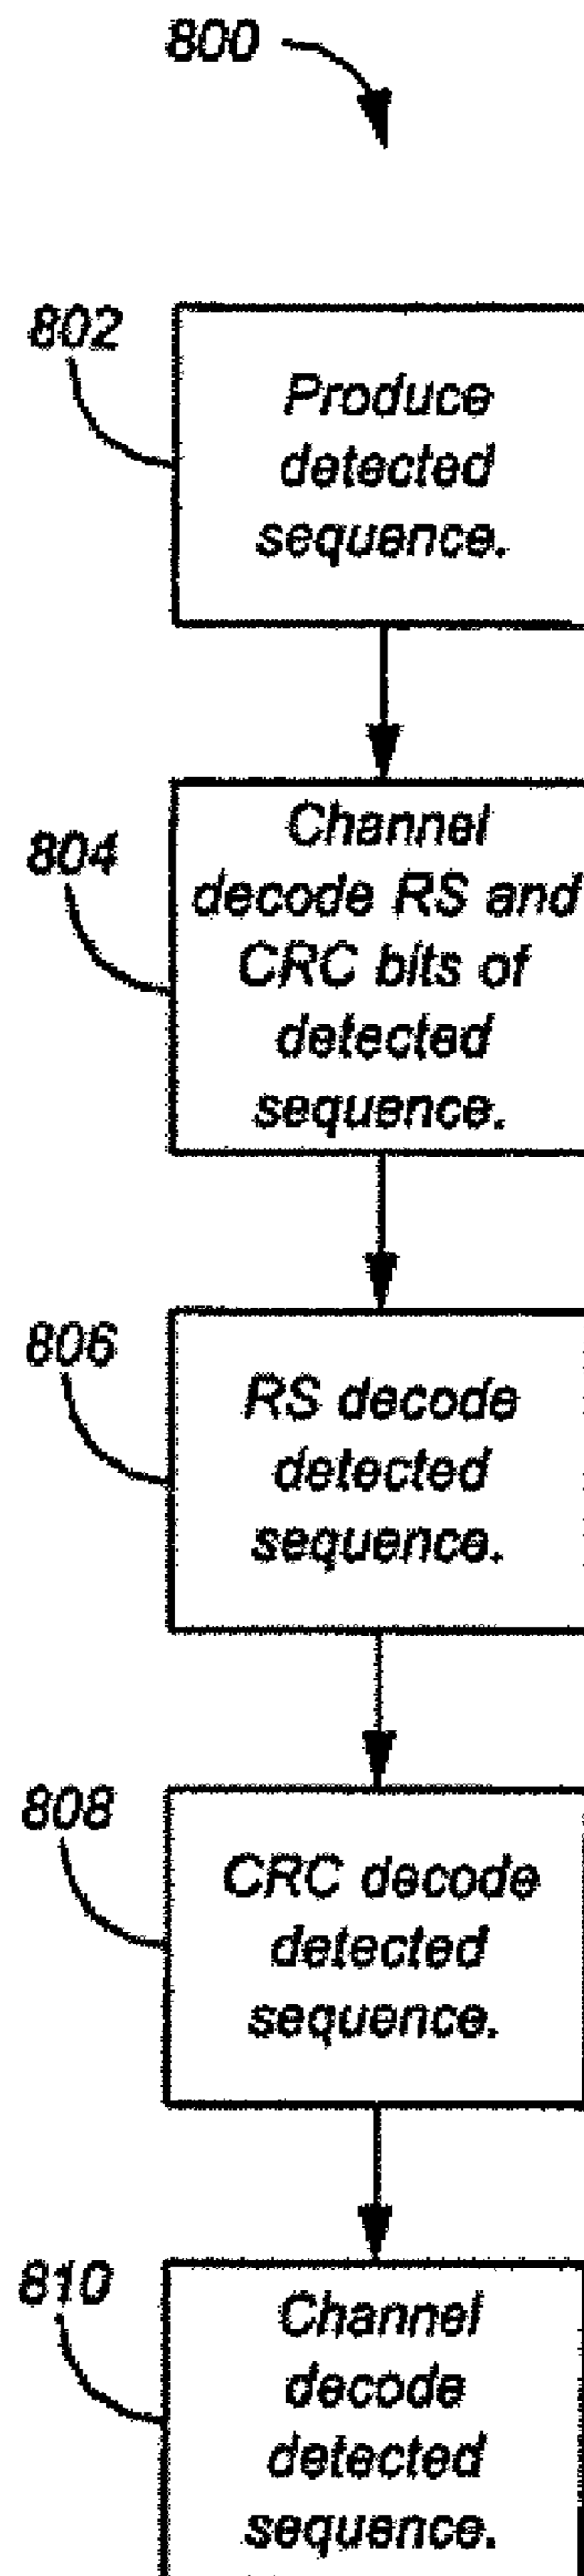 800
802
Produce
detected
sequence.
804
Channel
decode RS and
CRC bits of
detected
sequence.
806
RS decode
detected
sequence.
808
CRC decode
detected
sequence.
810
Channel
decode
detected
sequence.